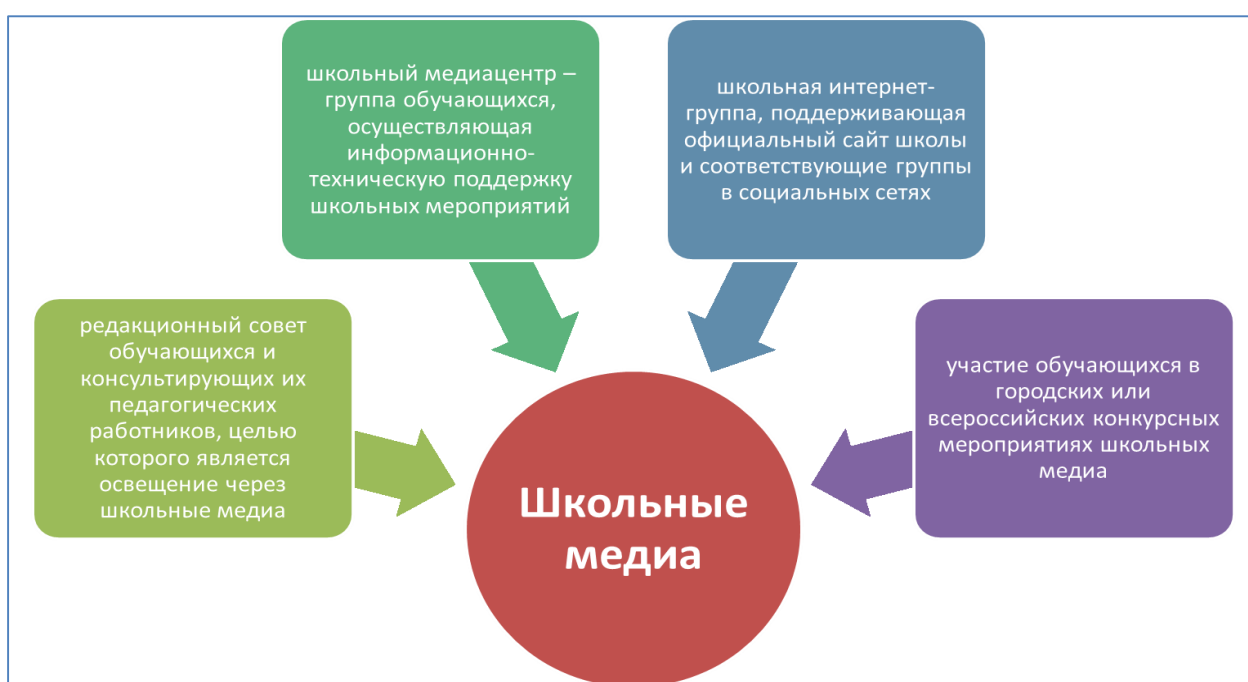 школьный медиацентр –
группа обучающихся,
осуществляющая
информационно-
техническую поддержку
школьных мероприятий
школьная интернет-
группа, поддерживающая
официальный сайт школы
и соответствующие группы
в социальных сетях
редакционный совет
обучающихся и
консультирующих их
педагогических
работников, целью
которого является
освещение через
школьные медиа
участие обучающихся в
городских или
всероссийских конкурсных
мероприятиях школьных
медиа
Школьные
медиа